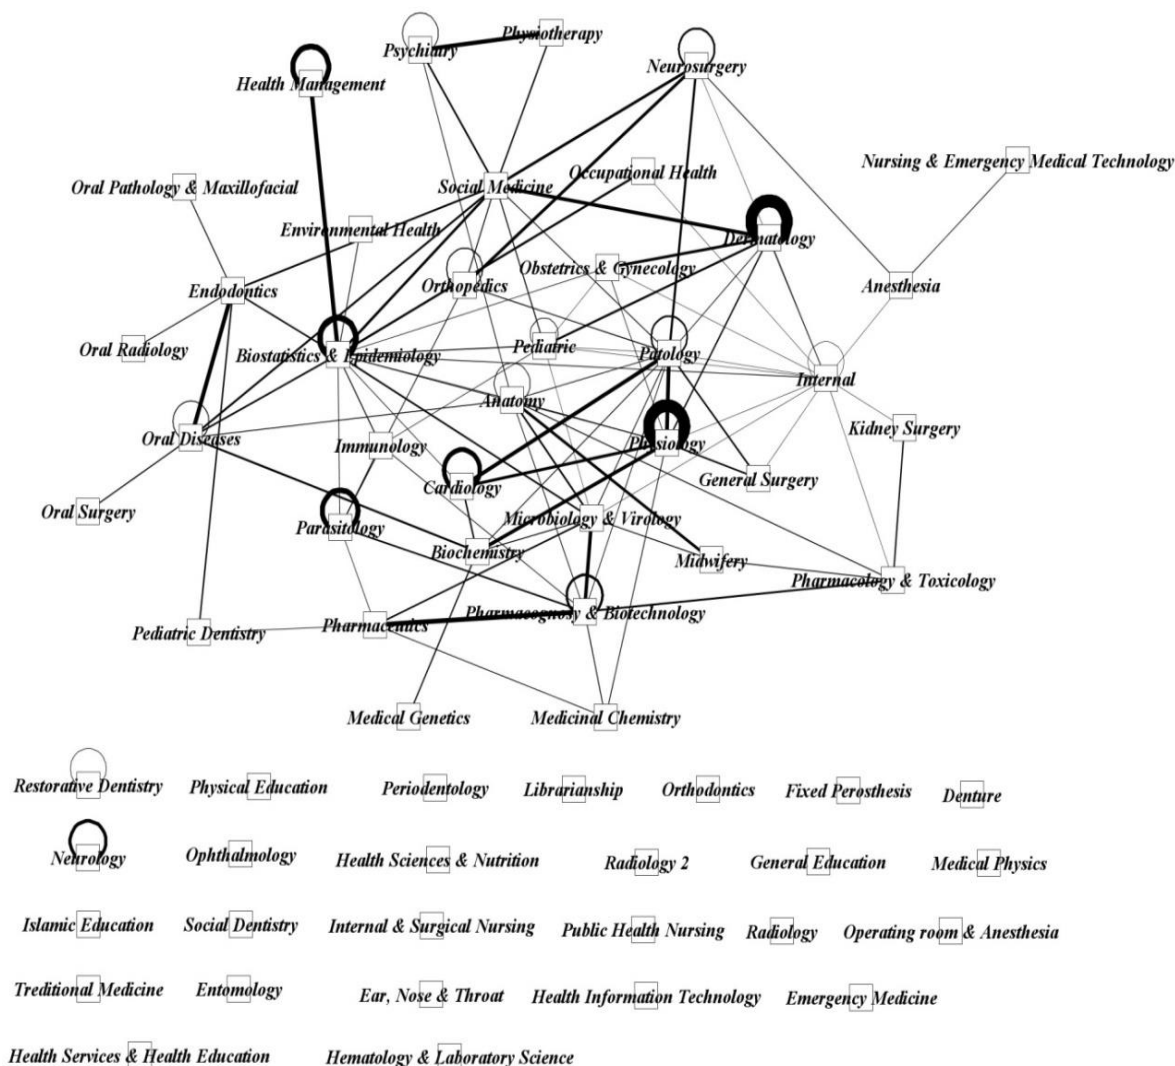 Psychiary
Physiotherapy
Neurosurgery
Health Management
Nursing & Emergency Medical Technology
Oral Pathology & Maxillofacial
Social Medicine
Occupational Health
Environmental Health
Dermatology
Obstetrics & Gynecology
Orthopedics
Endodontics
Anesthesia
Oral Radiology
Biostatistics & Epidemiology
Pediatric
Patology
Internal
Anatomy
Oral Diseases
Immunology
Physiology
Kidney Surgery
Cardiology
General Surgery
Oral Surgery
Parasitology
Microbiology & Virology
Biochemistry
Midwifery
Pharmacology & Toxicology
Pharmacognosy & Biotechnology
Pediatric Dentistry
Pharmaceutics
Medical Genetics
Medicinal Chemistry
Restorative Dentistry
Physical Education
Periodentology
Librarianship
Orthodontics
Fixed Perosthesis
Denture
Neurology
Ophthalmology
Health Sciences & Nutrition
Radiology 2
General Education
Medical Physics
Islamic Education
Social Dentistry
Internal & Surgical Nursing
Public Health Nursing
Radiology
Operating room & Anesthesia
Treditional Medicine
Entomology
Ear, Nose & Throat
Health Information Technology
Emergency Medicine
Health Services & Health Education
Hematology & Laboratory Science